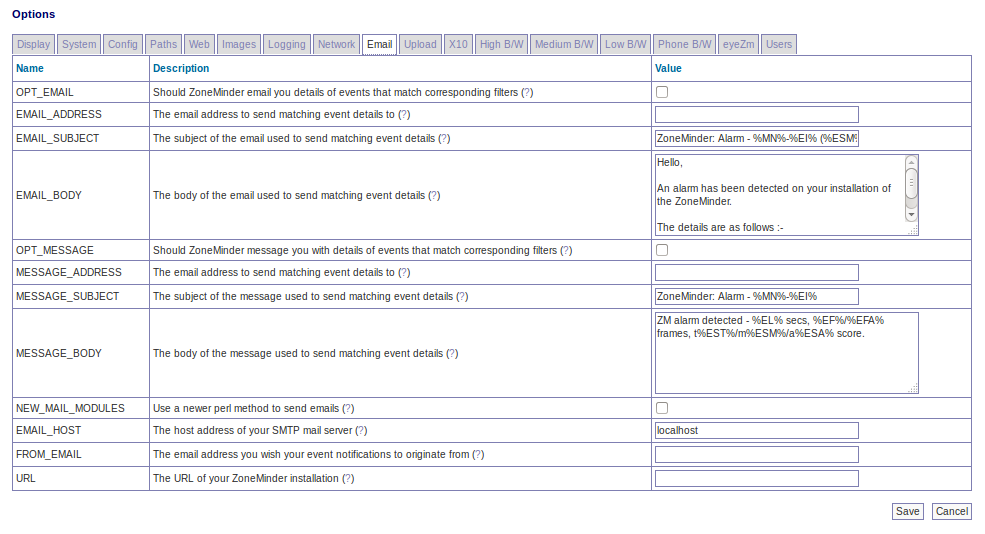 Options
Display System Config Paths Web Images Logging Network Email Upload X10 High B/W Medium B/W Low B/W Phone B/W eyeZm Users
Name Description Value
OPT_EMAIL Should ZoneMinder email you details of events that match corresponding filters (?)
EMAIL_ADDRESS The email address to send matching event details to (?)
EMAIL_SUBJECT The subject of the email used to send matching event details (?) ZoneMinder: Alarm - %MN%-%EI% (%ESM%
EMAIL_BODY The body of the email used to send matching event details (?) Hello,
An alarm has been detected on your installation of
the ZoneMinder.
The details are as follows :-
OPT_MESSAGE Should ZoneMinder message you with details of events that match corresponding filters (?)
MESSAGE_ADDRESS The email address to send matching event details to (?)
MESSAGE_SUBJECT The subject of the message used to send matching event details (?) ZoneMinder: Alarm - %MN%-%EI%
MESSAGE_BODY The body of the message used to send matching event details (?) ZM alarm detected - %EL% secs, %EF%/%EFA%
frames, t%EST%/m%ESM%/a%ESA% score.
NEW_MAIL_MODULES Use a newer perl method to send emails (?)
EMAIL_HOST The host address of your SMTP mail server (?) localhost
FROM_EMAIL The email address you wish your event notifications to originate from (?)
URL The URL of your ZoneMinder installation (?)
Save Cancel